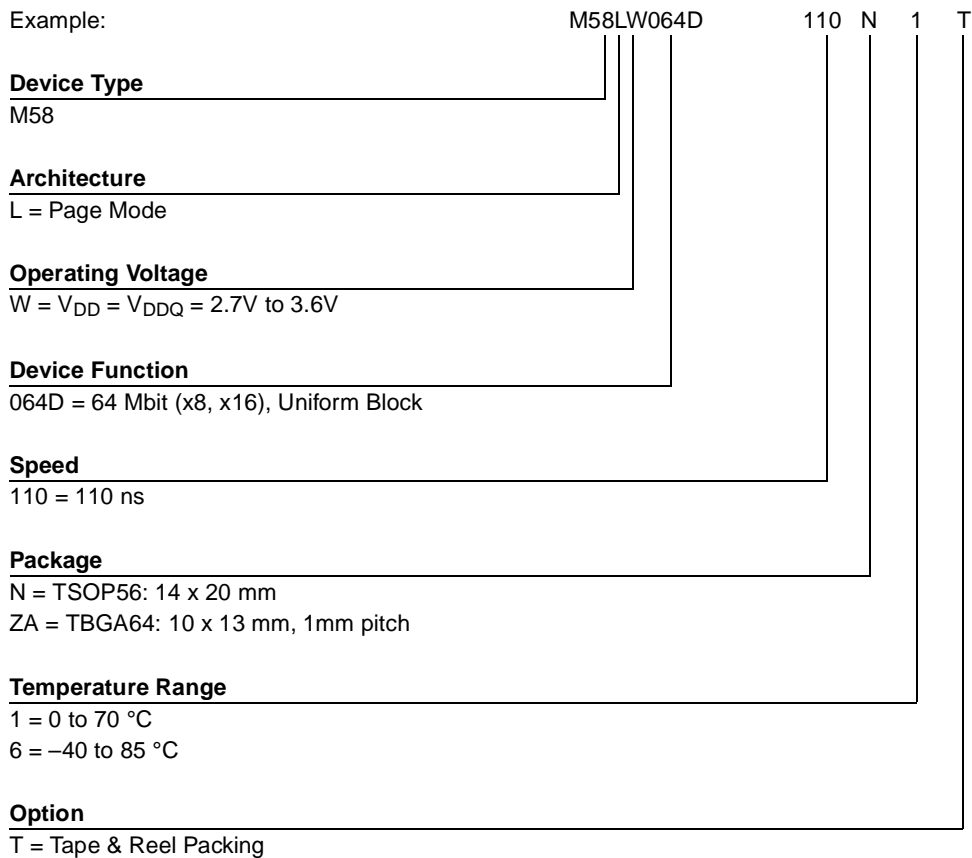 Example: M58LW064D 110 N 1 T
Device Type
M58
Architecture
L = Page Mode
Operating Voltage
W = VDD = VDDQ = 2.7V to 3.6V
Device Function
064D = 64 Mbit (x8, x16), Uniform Block
Speed
110 = 110 ns
Package
N = TSOP56: 14 x 20 mm
ZA = TBGA64: 10 x 13 mm, 1mm pitch
Temperature Range
1 = 0 to 70 °C
6 = –40 to 85 °C
Option
T = Tape & Reel Packing